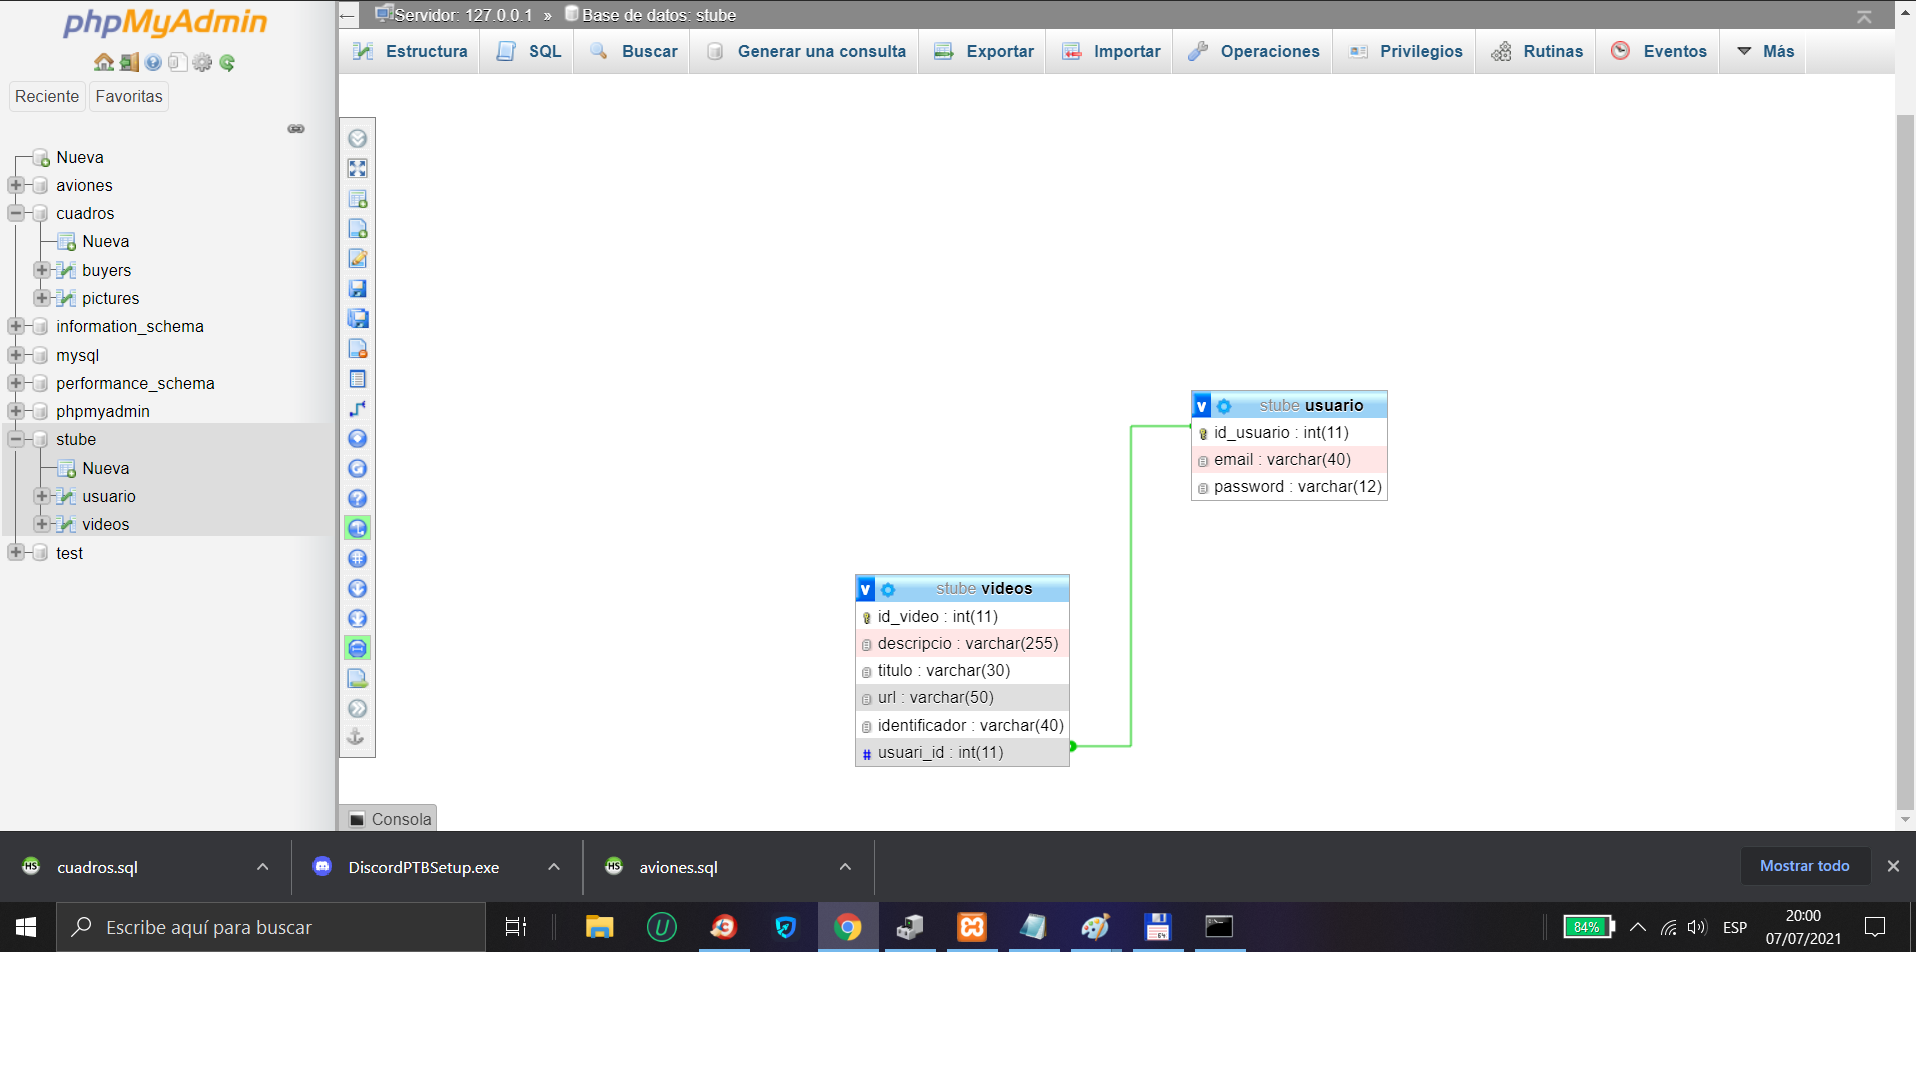 phpMyAdmin
Reciente Favoritas
Nueva
aviones
cuadros
Nueva
buyers
pictures
information_schema
mysql
performance_schema
phpmyadmin
stube
Nueva
usuario
videos
test
Servidor: 127.0.0.1 » Base de datos: stube
Estructura SQL Buscar Generar una consulta Exportar Importar Operaciones Privilegios Rutinas Eventos Más
v stube usuario
id_usuario : int(11)
email : varchar(40)
password : varchar(12)
v stube videos
id_video : int(11)
descripcio : varchar(255)
titulo : varchar(30)
url : varchar(50)
identificador : varchar(40)
# usuari_id : int(11)
Consola
cuadros.sql DiscordPTBSetup.exe aviones.sql Mostrar todo
Escribe aquí para buscar
84% ESP
20:00
07/07/2021